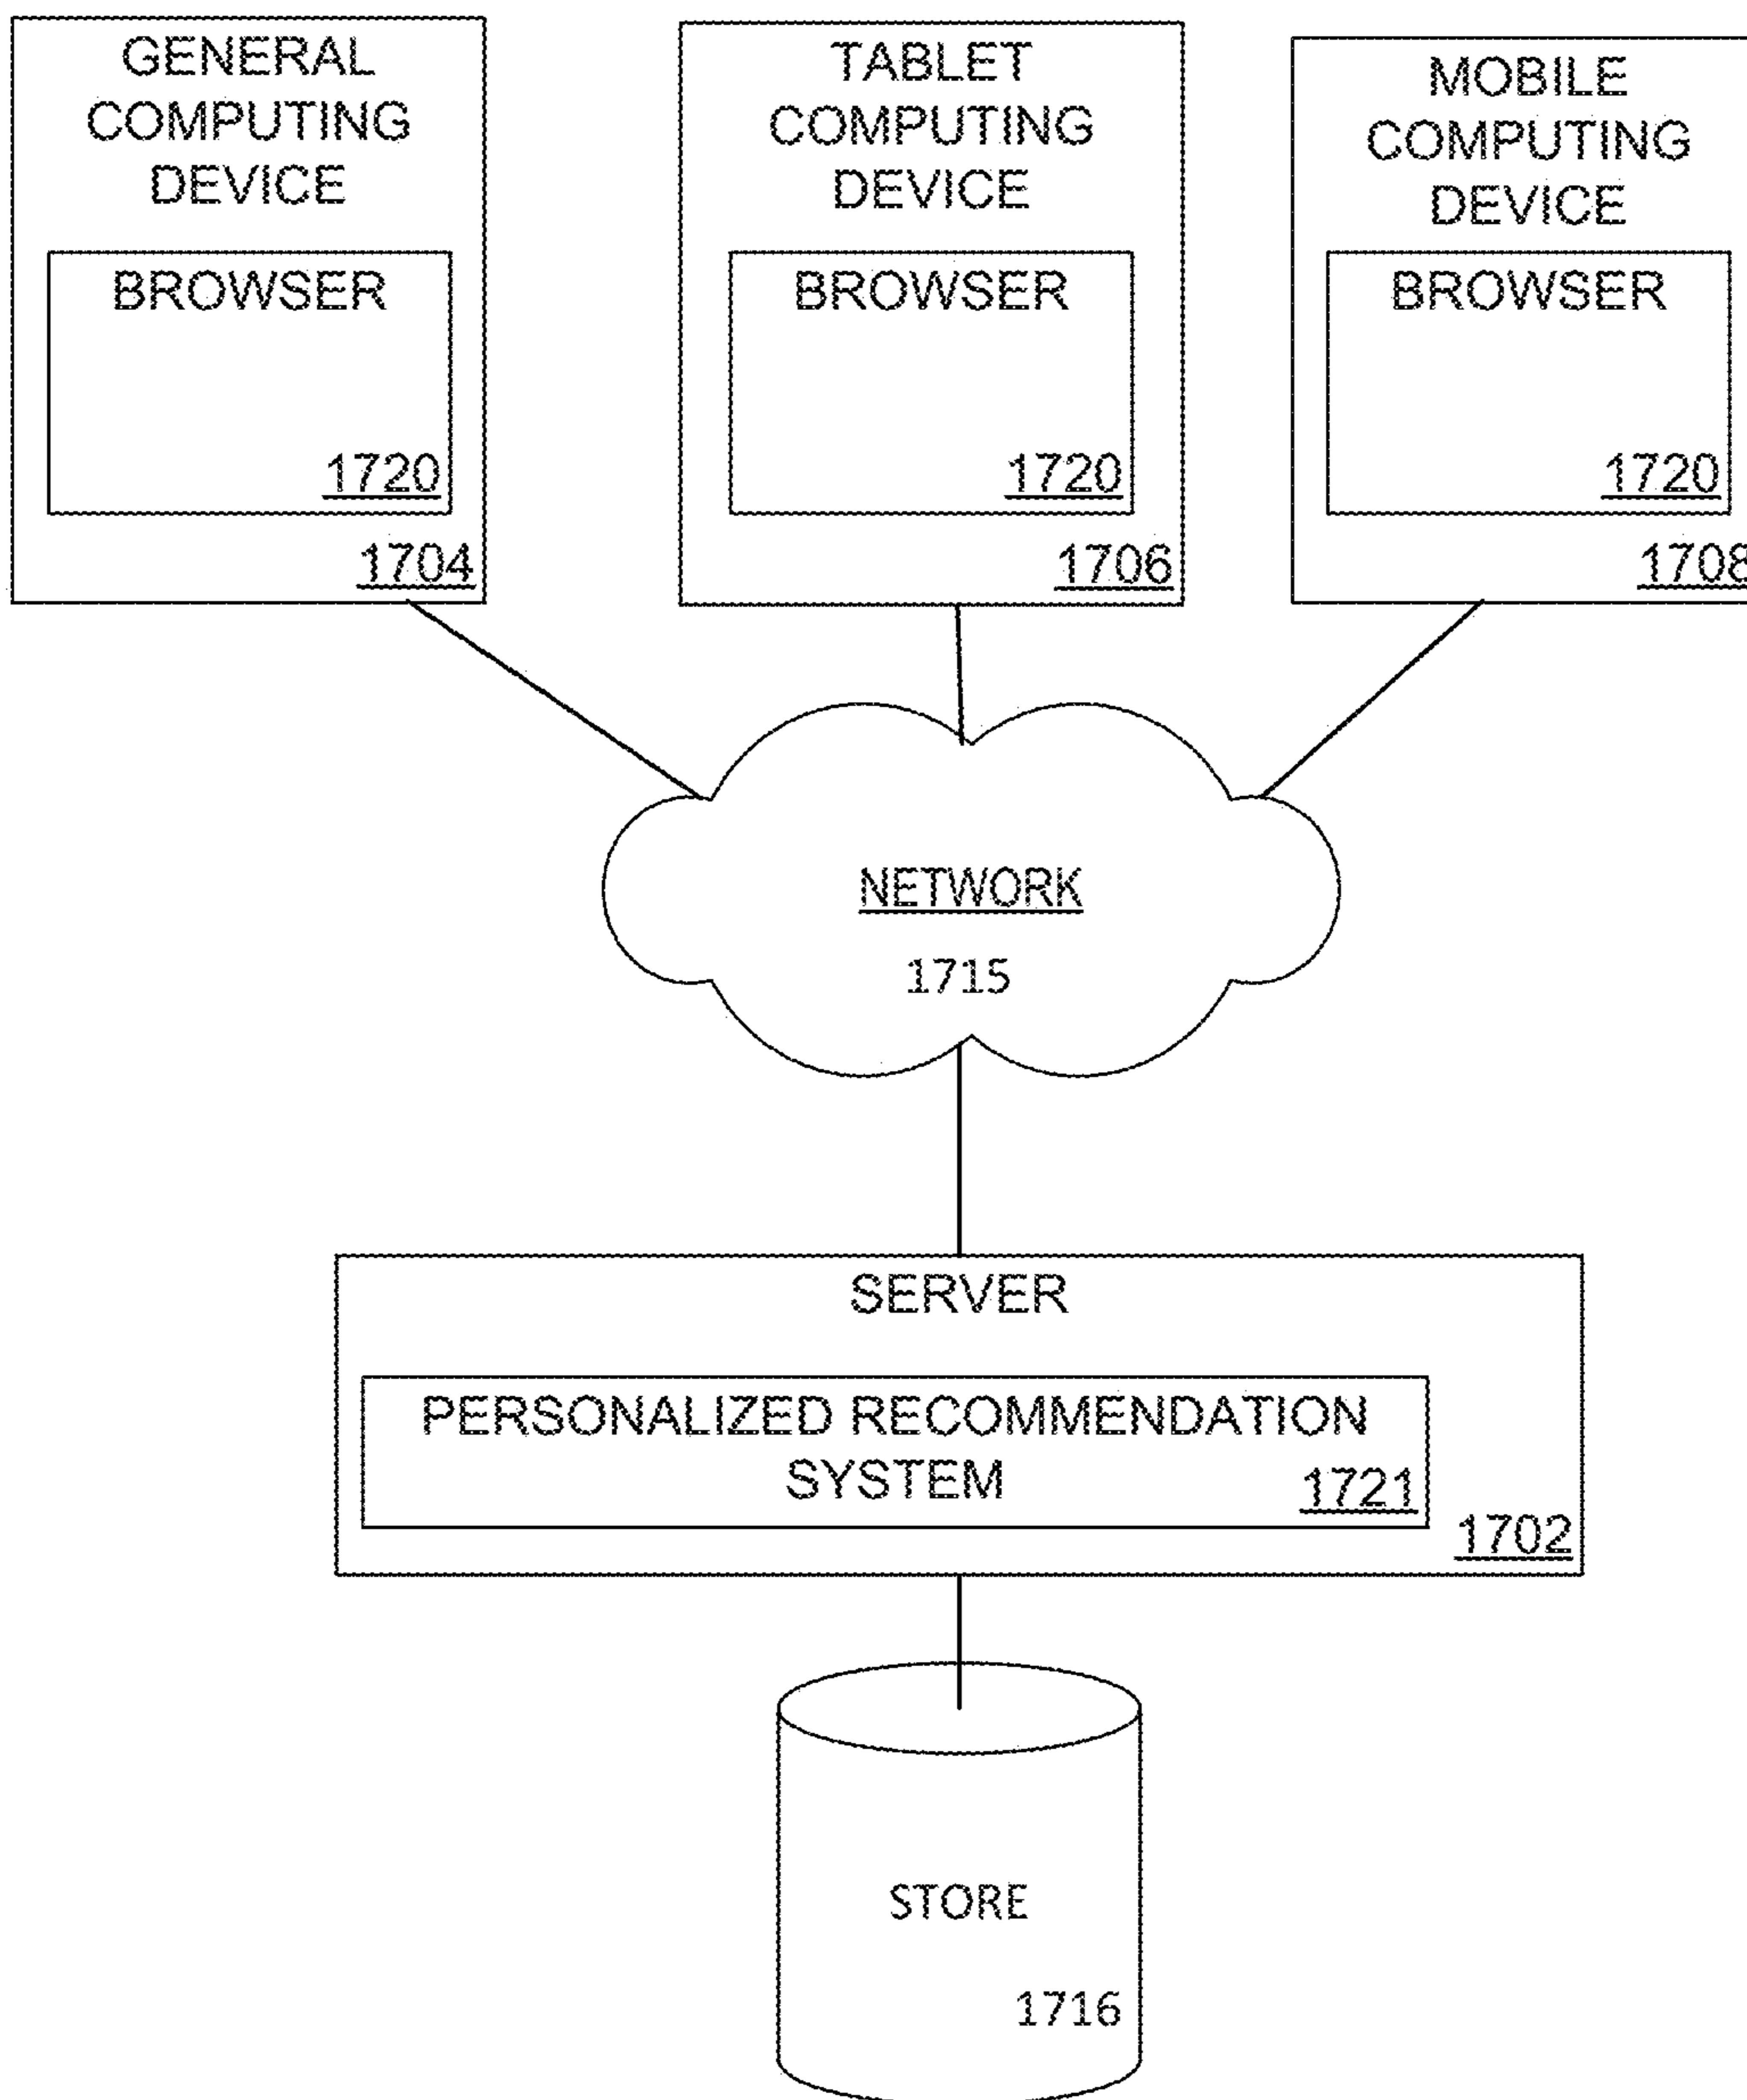 GENERAL
COMPUTING
DEVICE
BROWSER
1720
1704
TABLET
COMPUTING
DEVICE
BROWSER
1720
1706
MOBILE
COMPUTING
DEVICE
BROWSER
1720
1708
NETWORK
1715
SERVER
PERSONALIZED RECOMMENDATION
SYSTEM
1721
1702
STORE
1716